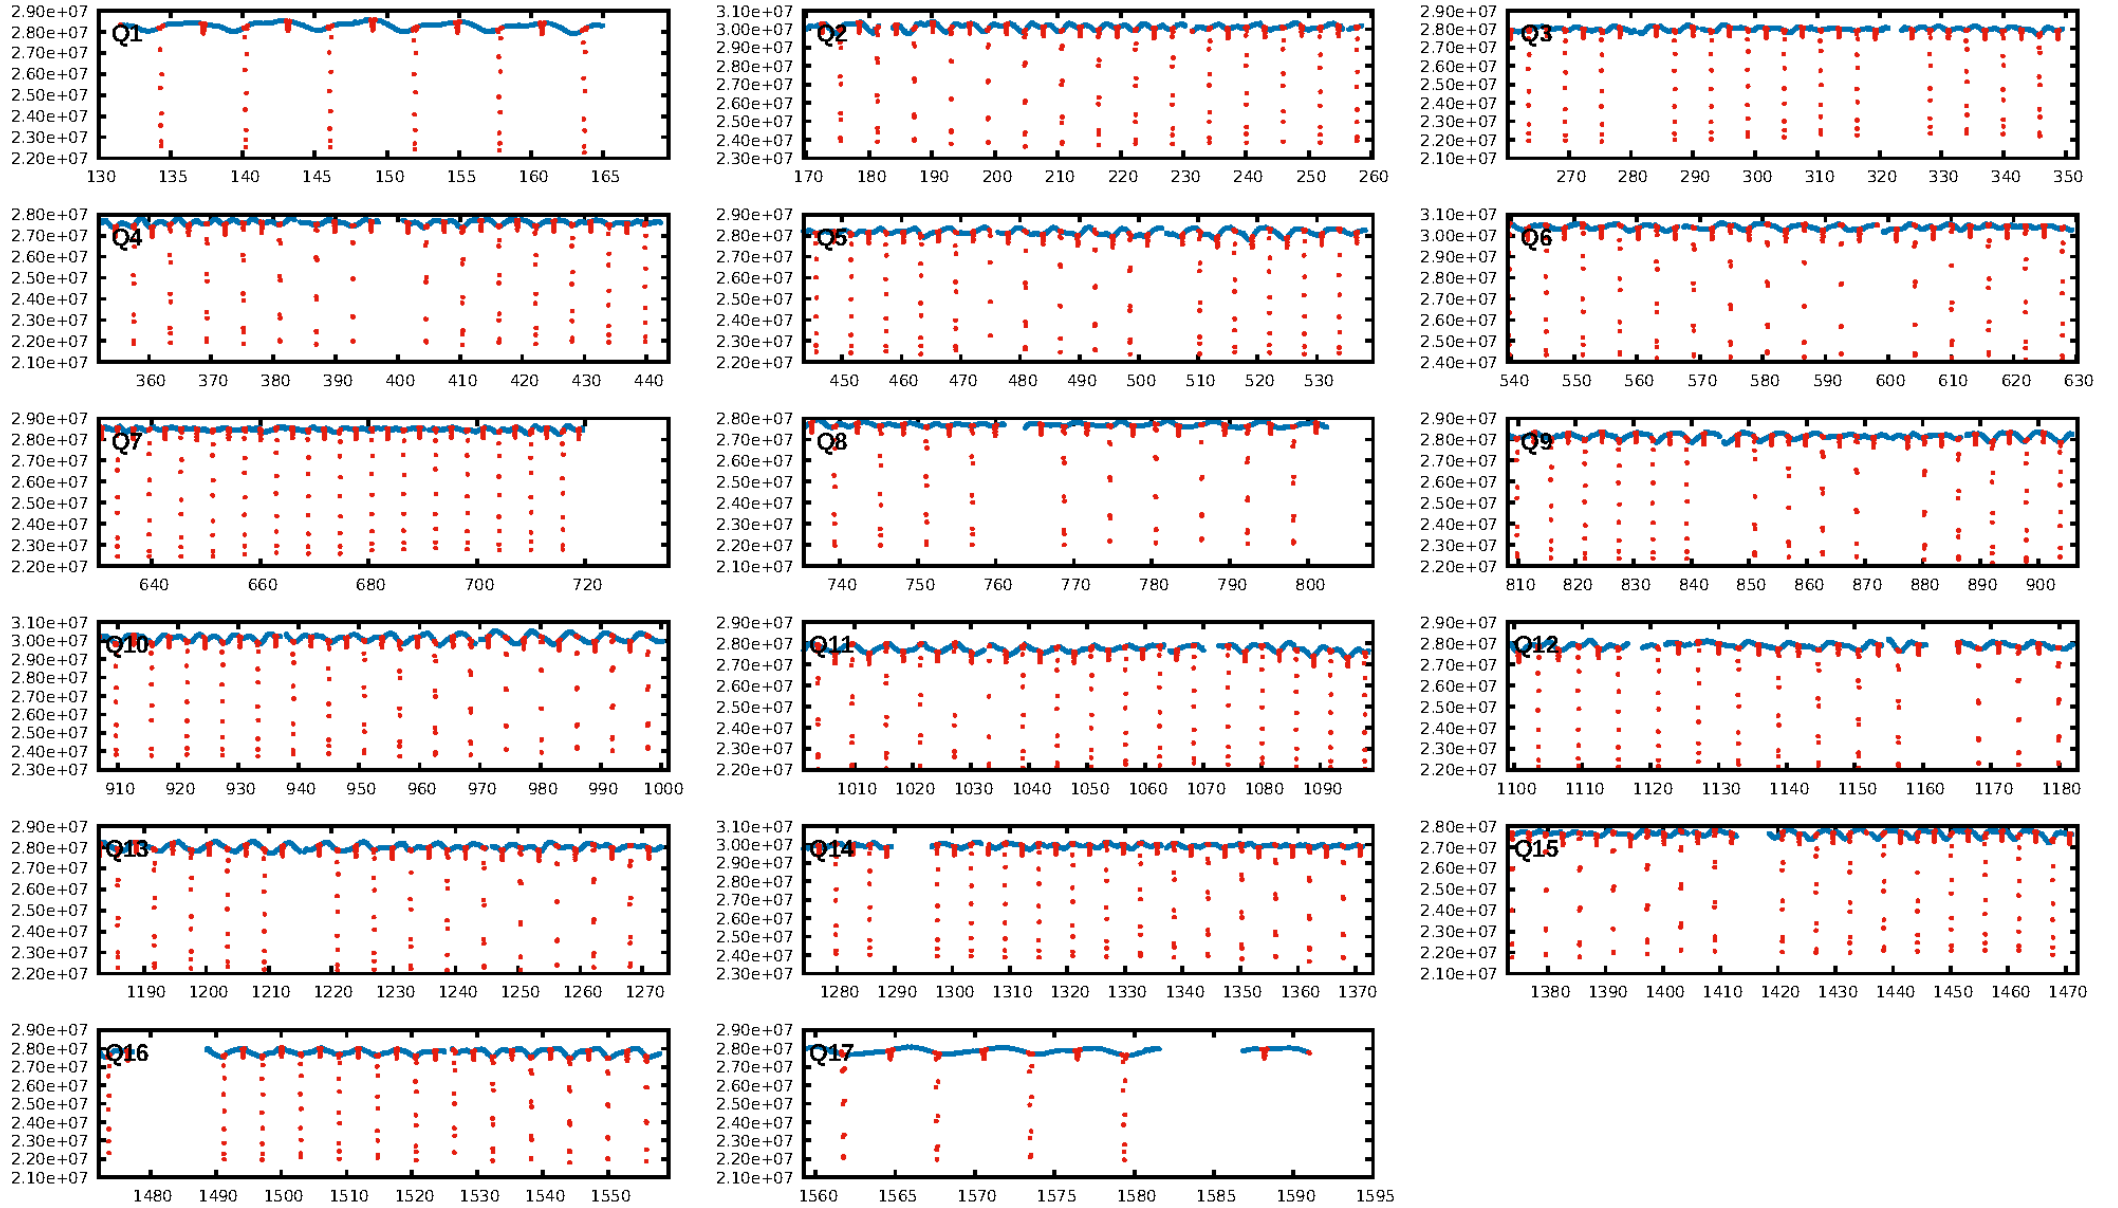 2.90e+07 2.80e+07 2.70e+07 2.60e+07 2.50e+07 2.40e+07 2.30e+07 2.20e+07
Q1
130 135 140 145 150 155 160 165
3.10e+07 3.00e+07 2.90e+07 2.80e+07 2.70e+07 2.60e+07 2.50e+07 2.40e+07 2.30e+07
Q2
170 180 190 200 210 220 230 240 250 260
2.90e+07 2.80e+07 2.70e+07 2.60e+07 2.50e+07 2.40e+07 2.30e+07 2.20e+07 2.10e+07
Q3
270 280 290 300 310 320 330 340 350
2.80e+07 2.70e+07 2.60e+07 2.50e+07 2.40e+07 2.30e+07 2.20e+07 2.10e+07
Q4
360 370 380 390 400 410 420 430 440
2.90e+07 2.80e+07 2.70e+07 2.60e+07 2.50e+07 2.40e+07 2.30e+07 2.20e+07
Q5
450 460 470 480 490 500 510 520 530
3.10e+07 3.00e+07 2.90e+07 2.80e+07 2.70e+07 2.60e+07 2.50e+07 2.40e+07
Q6
540 550 560 570 580 590 600 610 620 630
2.90e+07 2.80e+07 2.70e+07 2.60e+07 2.50e+07 2.40e+07 2.30e+07 2.20e+07
Q7
640 660 680 700 720
2.80e+07 2.70e+07 2.60e+07 2.50e+07 2.40e+07 2.30e+07 2.20e+07 2.10e+07
Q8
740 750 760 770 780 790 800
2.90e+07 2.80e+07 2.70e+07 2.60e+07 2.50e+07 2.40e+07 2.30e+07 2.20e+07
Q9
810 820 830 840 850 860 870 880 890 900
3.10e+07 3.00e+07 2.90e+07 2.80e+07 2.70e+07 2.60e+07 2.50e+07 2.40e+07 2.30e+07
Q10
910 920 930 940 950 960 970 980 990 1000
2.90e+07 2.80e+07 2.70e+07 2.60e+07 2.50e+07 2.40e+07 2.30e+07 2.20e+07
Q11
1010 1020 1030 1040 1050 1060 1070 1080 1090
2.90e+07 2.80e+07 2.70e+07 2.60e+07 2.50e+07 2.40e+07 2.30e+07 2.20e+07
Q12
1100 1110 1120 1130 1140 1150 1160 1170 1180
2.90e+07 2.80e+07 2.70e+07 2.60e+07 2.50e+07 2.40e+07 2.30e+07 2.20e+07
Q13
1190 1200 1210 1220 1230 1240 1250 1260 1270
3.10e+07 3.00e+07 2.90e+07 2.80e+07 2.70e+07 2.60e+07 2.50e+07 2.40e+07 2.30e+07
Q14
1280 1290 1300 1310 1320 1330 1340 1350 1360 1370
2.80e+07 2.70e+07 2.60e+07 2.50e+07 2.40e+07 2.30e+07 2.20e+07 2.10e+07
Q15
1380 1390 1400 1410 1420 1430 1440 1450 1460 1470
2.90e+07 2.80e+07 2.70e+07 2.60e+07 2.50e+07 2.40e+07 2.30e+07 2.20e+07 2.10e+07
Q16
1480 1490 1500 1510 1520 1530 1540 1550
2.90e+07 2.80e+07 2.70e+07 2.60e+07 2.50e+07 2.40e+07 2.30e+07 2.20e+07 2.10e+07
Q17
1560 1565 1570 1575 1580 1585 1590 1595